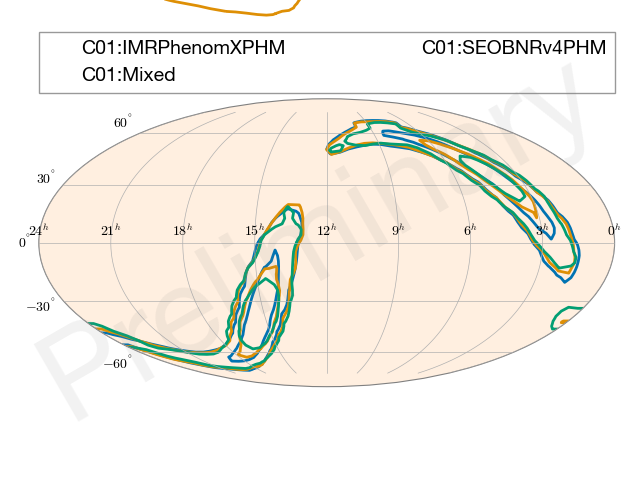 C01:IMRPhenomXPHM C01:SEOBNRv4PHM
C01:Mixed
60°
30°
0° 24h 21h 18h 15h 12h 9h 6h 3h 0h
−30°
−60°
Preliminary